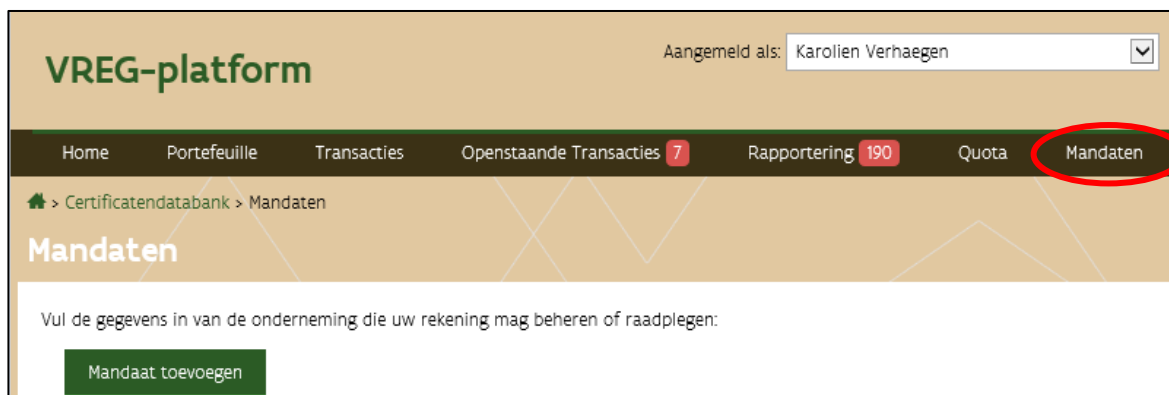 Aangemeld als: Karolien Verhaegen
VREG-platform
Home Portefeuille Transacties Openstaande Transacties 7 Rapportering 190 Quota Mandaten
> Certificatendatabank > Mandaten
Mandaten
Vul de gegevens in van de onderneming die uw rekening mag beheren of raadplegen:
Mandaat toevoegen